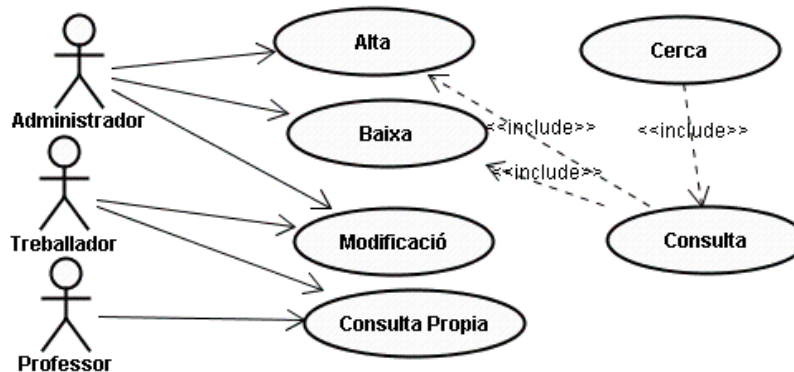 Alta
Cerca
Administrador
Baixa
<<include>>
<<include>>
<<include>>
Treballador
Modificació
Consulta
Consulta Propia
Professor